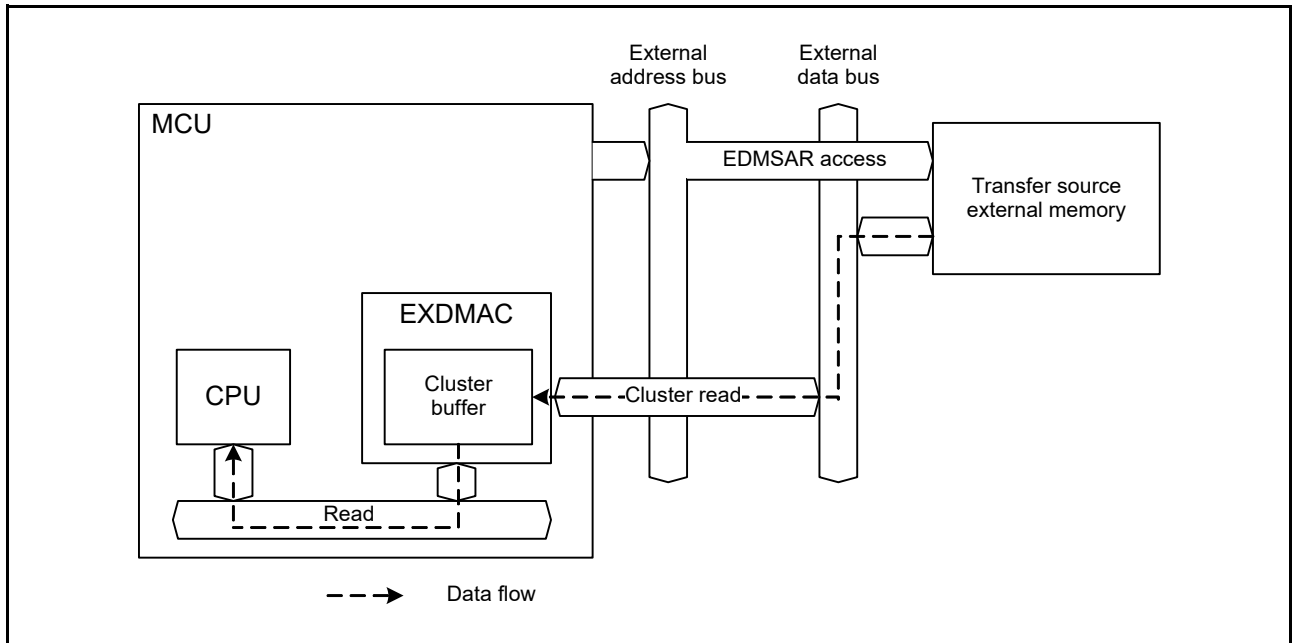 External
address bus
External
data bus
MCU
EDMSAR access
Transfer source
external memory
EXDMAC
CPU
Cluster
buffer
Cluster read
Read
Data flow